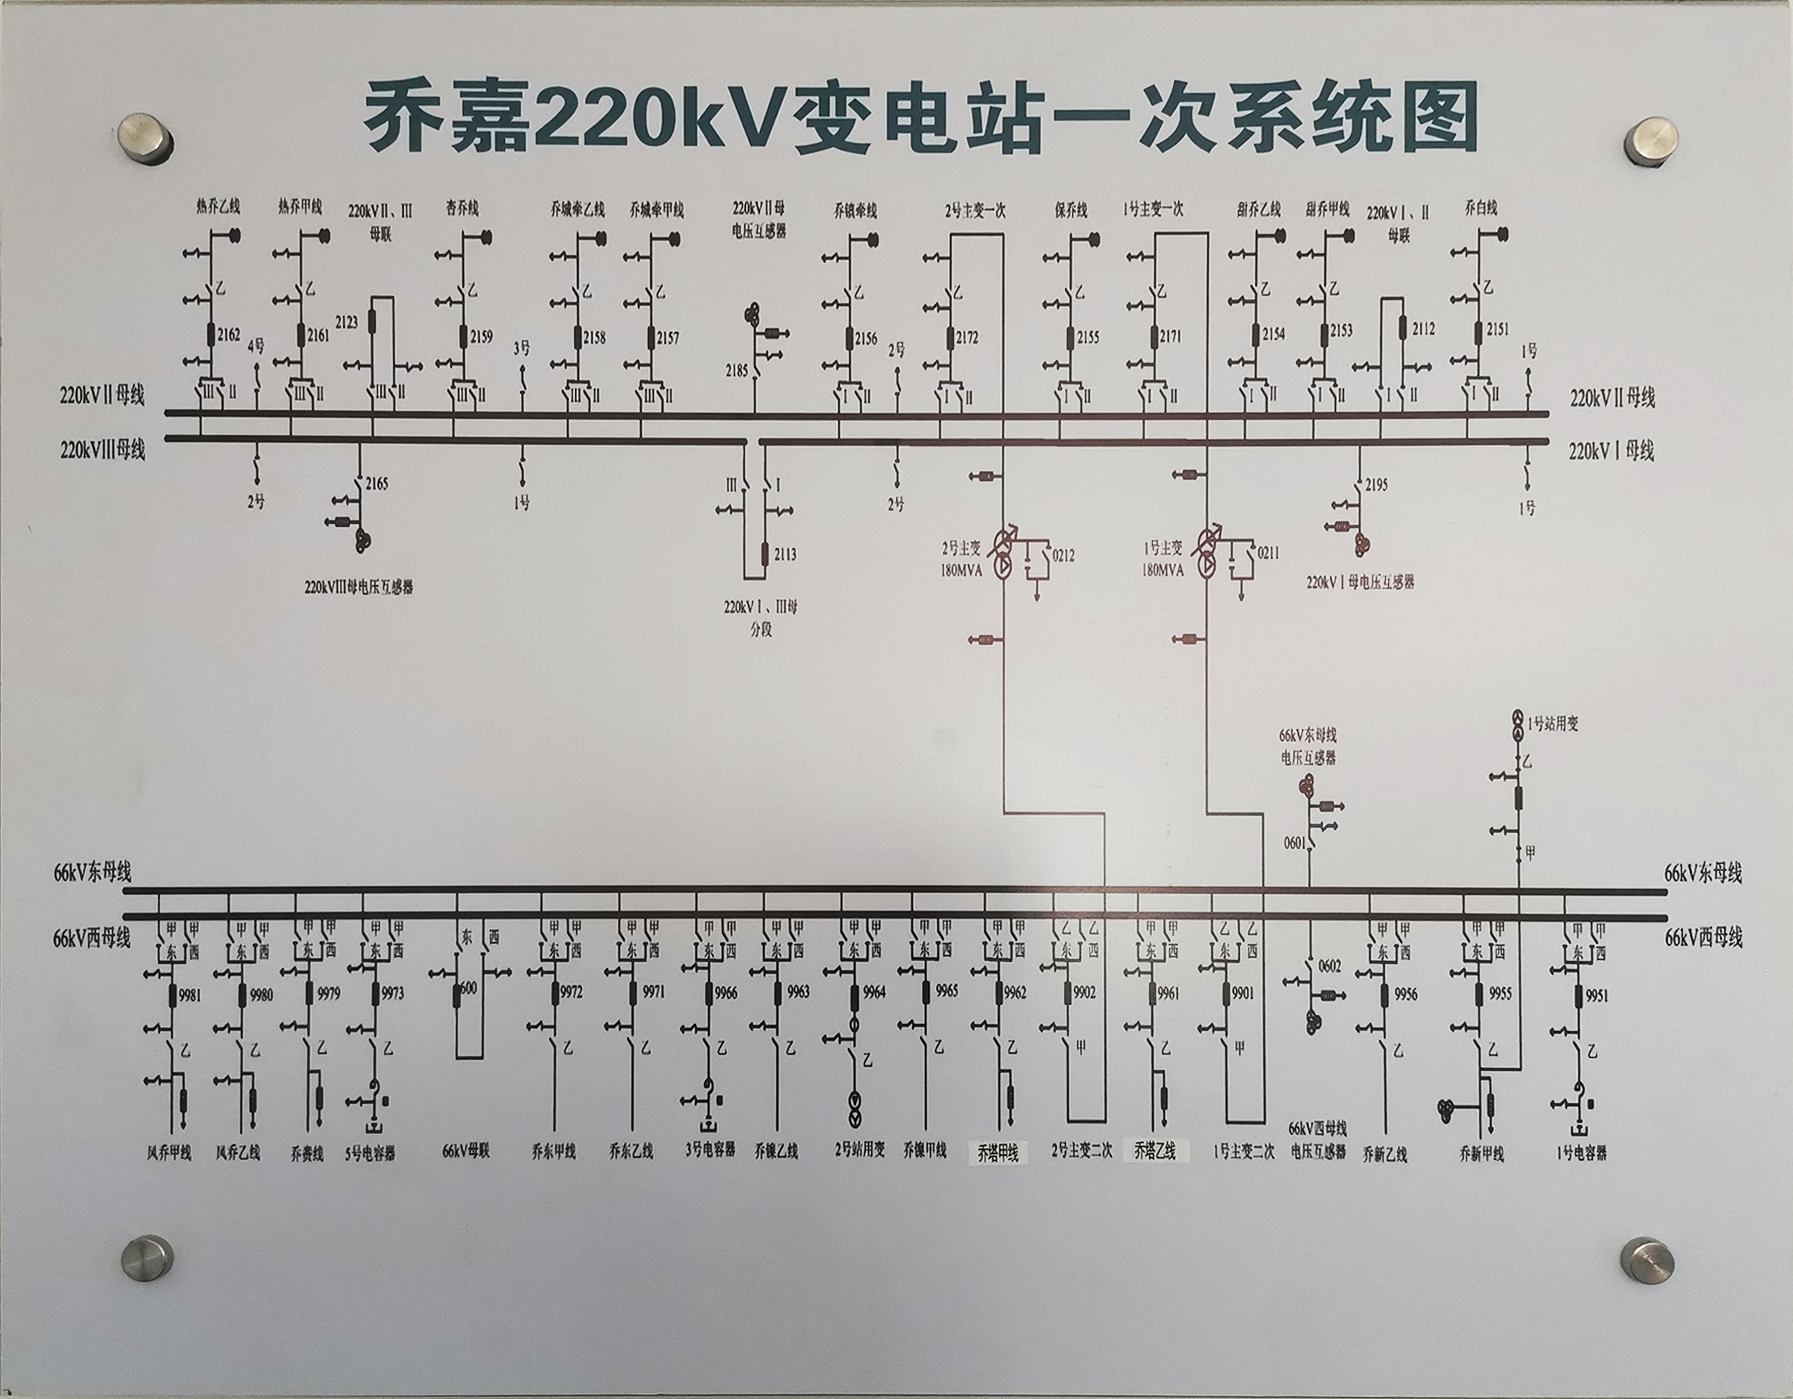 乔嘉220kV变电站一次系统图
热乔乙线
热乔甲线
220kVⅡ、Ⅲ
母联
杏乔线
乔城牵乙线
乔城牵甲线
220kVⅡ母
电压互感器
乔镇牵线
2号主变一次
保乔线
1号主变一次
甜乔乙线
甜乔甲线
220kVⅠ、Ⅱ
母联
乔白线
乙
乙
乙
乙
乙
乙
乙
乙
乙
乙
乙
乙
2162
4号
2161
2123
2159
3号
2158
2157
2185
2156
2号
2172
2155
2171
2154
2153
2112
2151
1号
Ⅲ Ⅱ
Ⅲ Ⅱ
Ⅲ Ⅱ
Ⅲ Ⅱ
Ⅲ Ⅱ
Ⅲ Ⅱ
Ⅰ Ⅱ
Ⅰ Ⅱ
Ⅰ Ⅱ
Ⅰ Ⅱ
Ⅰ Ⅱ
Ⅰ Ⅱ
Ⅰ Ⅱ
Ⅰ Ⅱ
220kVⅡ母线
220kVⅡ母线
220kVⅢ母线
220kVⅠ母线
2号
2165
1号
Ⅲ Ⅰ
2号
2195
1号
220kVⅢ母电压互感器
2113
220kVⅠ、Ⅲ母
分段
2号主变
180MVA
0212
1号主变
180MVA
0211
220kVⅠ母电压互感器
66kV东母线
电压互感器
0601
1号站用变
乙
甲
66kV东母线
66kV东母线
66kV西母线
66kV西母线
甲 甲
东 西
甲 甲
东 西
甲 甲
东 西
甲 甲
东 西
东 西
甲 甲
东 西
甲 甲
东 西
甲 甲
东 西
甲 甲
东 西
甲 甲
东 西
甲 甲
东 西
甲 甲
东 西
乙 乙
东 西
甲 甲
东 西
乙 乙
东 西
甲 甲
东 西
甲 甲
东 西
甲 甲
东 西
9981
9980
9979
9973
600
9972
9971
9966
9963
9964
9965
9962
9902
9961
9901
0602
9956
9955
9951
乙
乙
乙
乙
乙
乙
乙
乙
乙
乙
甲
乙
甲
乙
乙
乙
风乔甲线
风乔乙线
乔赉线
5号电容器
66kV母联
乔东甲线
乔东乙线
3号电容器
乔镍乙线
2号站用变
乔镍甲线
乔塔甲线
2号主变二次
乔塔乙线
1号主变二次
66kV西母线
电压互感器
乔新乙线
乔新甲线
1号电容器